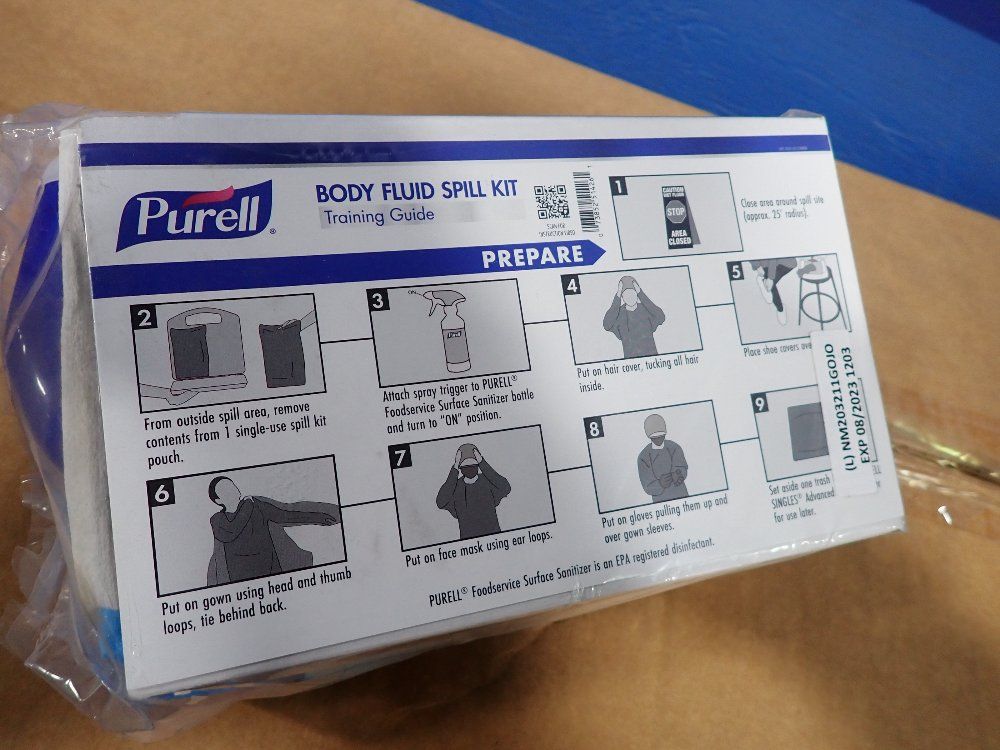 Purell®
BODY FLUID SPILL KIT
Training Guide
PREPARE
1
CAUTION
STOP
AREA
CLOSED
Close area around spill site
(approx. 25' radius).
2
From outside spill area, remove
contents from 1 single-use spill kit
pouch.
3
Attach spray trigger to PURELL®
Foodservice Surface Sanitizer bottle
and turn to "ON" position.
4
Put on hair cover, tucking all hair
inside.
5
Place shoe covers
6
Put on gown using head and thumb
loops, tie behind back.
7
Put on face mask using ear loops.
8
Put on gloves pulling them up and
over gown sleeves.
9
Set aside one trash
SINGLES® Advanced
for use later.
(L) NM203211GOJO
EXP 08/2023 1203
PURELL® Foodservice Surface Sanitizer is an EPA registered disinfectant.